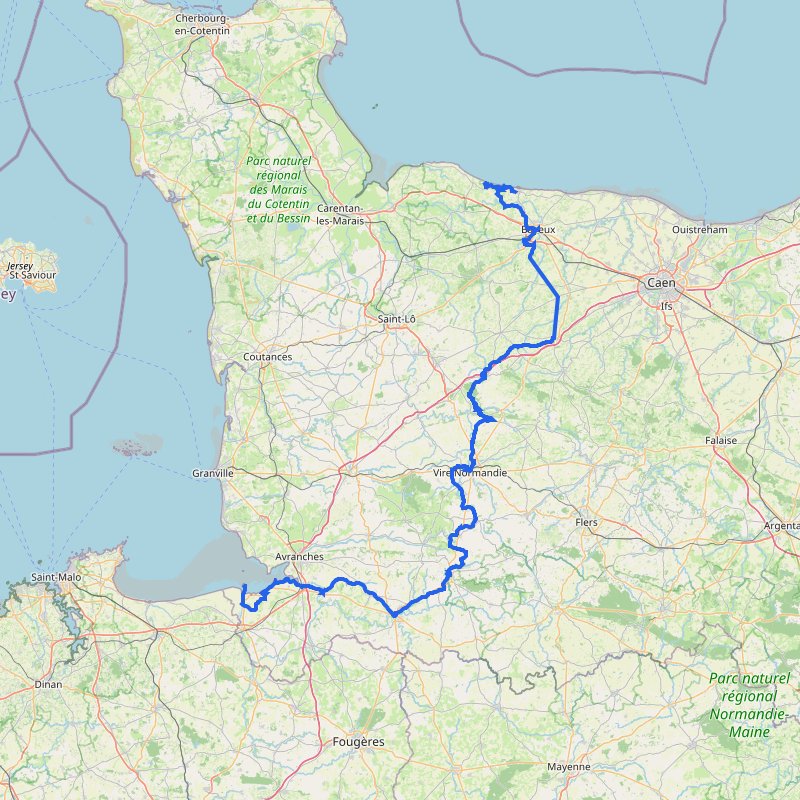 Cherbourg-
en-Cotentin
Parc naturel
régional
des Marais
du Cotentin
et du Bessin
Carentan-
les-Marais
Bayeux
Ouistreham
Jersey
St Saviour
ey
Caen
Ifs
Saint-Lô
Coutances
Falaise
Granville
Vire Normandie
Flers
Argenta
Avranches
Saint-Malo
Dinan
Parc naturel
régional
Normandie-
Maine
Fougères
Mayenne